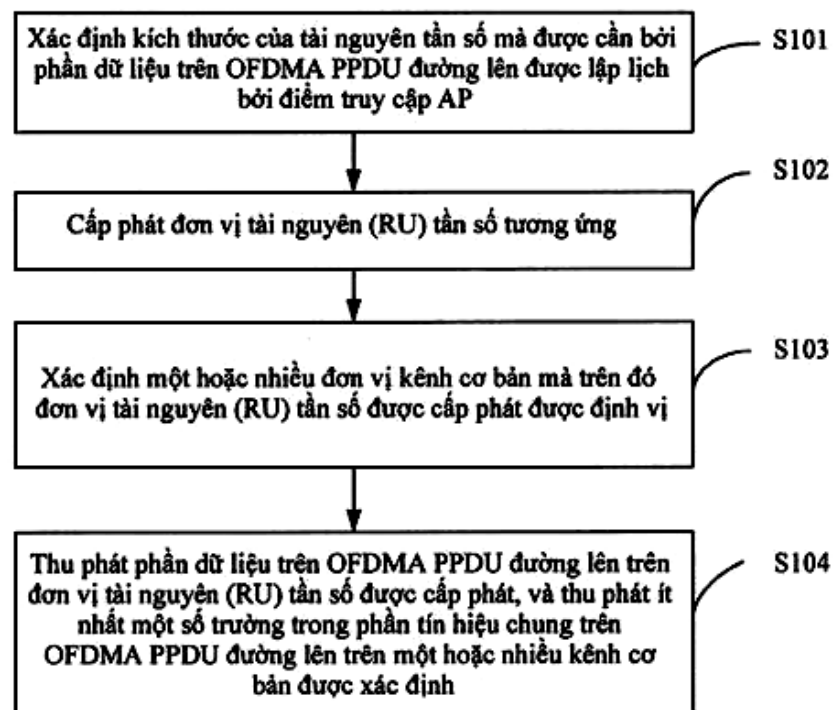 Xác định kích thước của tài nguyên tần số mà được cần bởi
phần dữ liệu trên OFDMA PPDU đường lên được lập lịch
bởi điểm truy cập AP
S101
Cấp phát đơn vị tài nguyên (RU) tần số tương ứng
S102
Xác định một hoặc nhiều đơn vị kênh cơ bản mà trên đó
đơn vị tài nguyên (RU) tần số được cấp phát được định vị
S103
Thu phát phần dữ liệu trên OFDMA PPDU đường lên trên
đơn vị tài nguyên (RU) tần số được cấp phát, và thu phát ít
nhất một số trường trong phần tín hiệu chung trên
OFDMA PPDU đường lên trên một hoặc nhiều kênh cơ
bản được xác định
S104